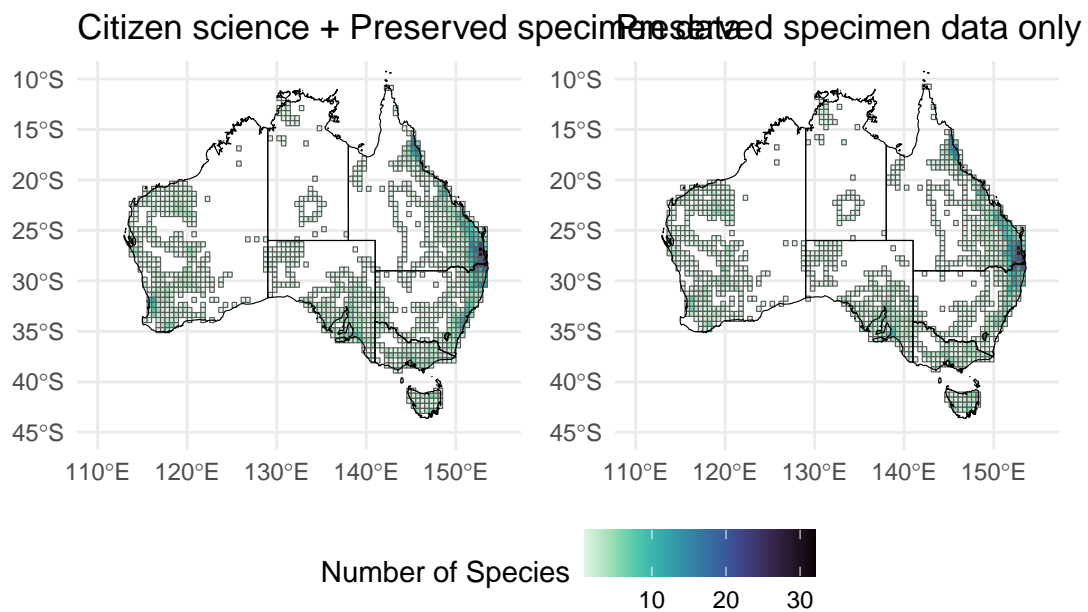 Citizen science + Preserved specimen data
Preserved specimen data only
10°S
15°S
20°S
25°S
30°S
35°S
40°S
45°S
110°E 120°E 130°E 140°E 150°E
10°S
15°S
20°S
25°S
30°S
35°S
40°S
45°S
110°E 120°E 130°E 140°E 150°E
Number of Species
10 20 30